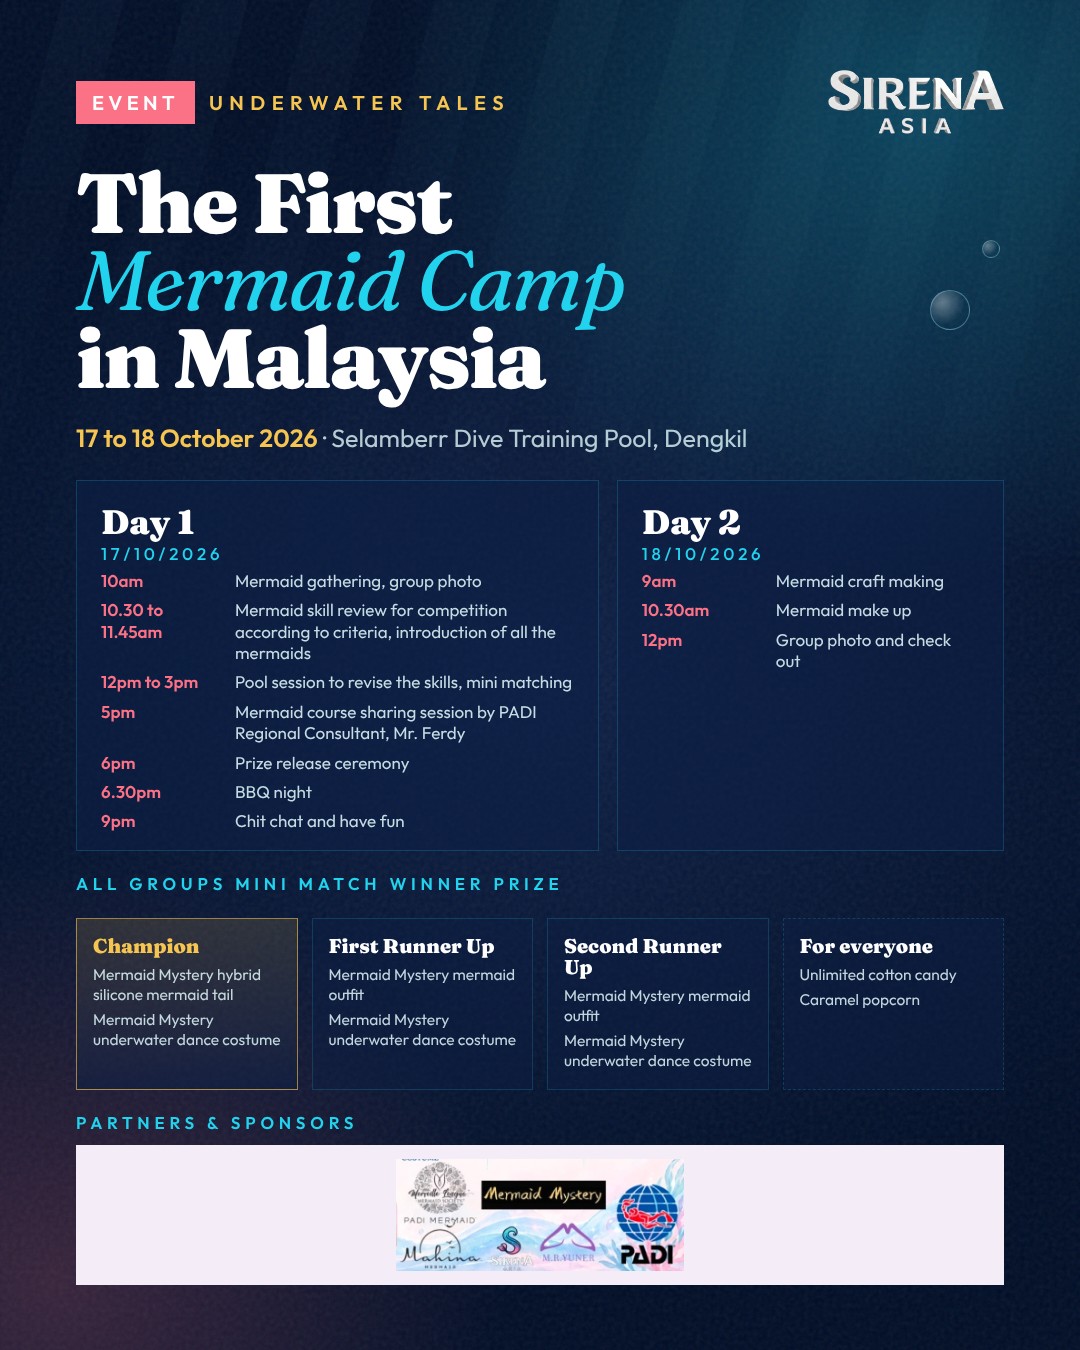 EVENT UNDERWATER TALES
SIRENA
ASIA
The First
Mermaid Camp
in Malaysia
17 to 18 October 2026 · Selamberr Dive Training Pool, Dengkil
Day 1
17/10/2026
10am Mermaid gathering, group photo
10.30 to Mermaid skill review for competition
11.45am according to criteria, introduction of all the
mermaids
12pm to 3pm Pool session to revise the skills, mini matching
5pm Mermaid course sharing session by PADI
Regional Consultant, Mr. Ferdy
6pm Prize release ceremony
6.30pm BBQ night
9pm Chit chat and have fun
Day 2
18/10/2026
9am Mermaid craft making
10.30am Mermaid make up
12pm Group photo and check
out
ALL GROUPS MINI MATCH WINNER PRIZE
Champion
Mermaid Mystery hybrid
silicone mermaid tail
Mermaid Mystery
underwater dance costume
First Runner Up
Mermaid Mystery mermaid
outfit
Mermaid Mystery
underwater dance costume
Second Runner
Up
Mermaid Mystery mermaid
outfit
Mermaid Mystery
underwater dance costume
For everyone
Unlimited cotton candy
Caramel popcorn
PARTNERS & SPONSORS
MERMAID SOCIETY
PADI MERMAID
Mermaid Mystery
Mahina
MERMAID
SIRENA
M.R.YUNER
PADI